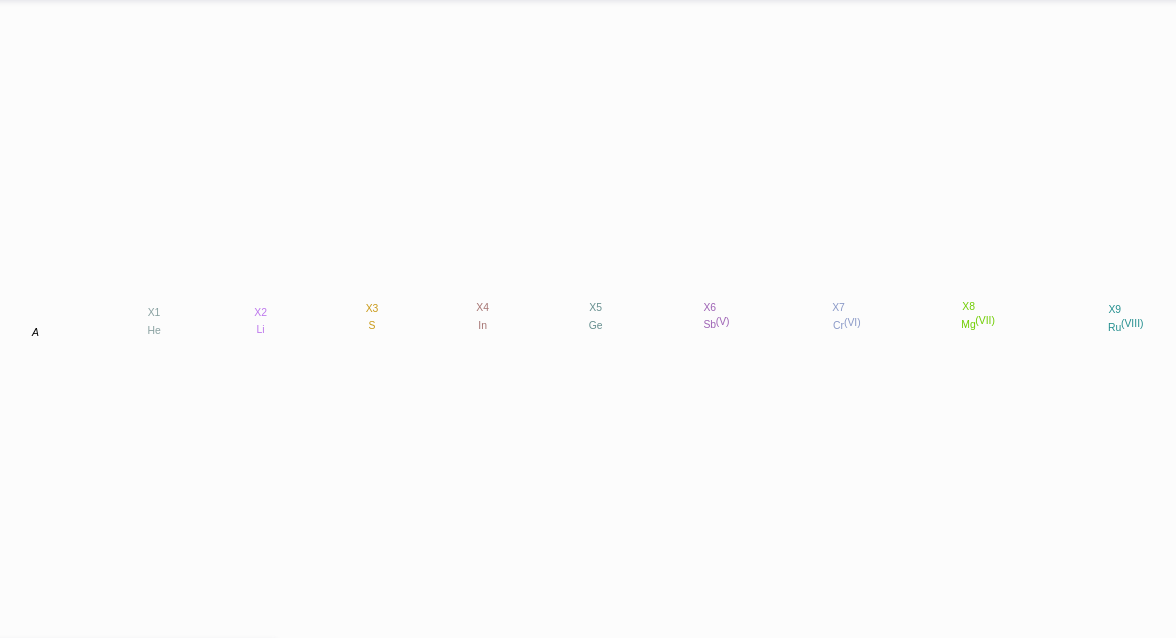 X1 X2 X3 X4 X5 X6 X7 X8 X9
A He Li S In Ge Sb(V) Cr(VI) Mg(VII) Ru(VIII)